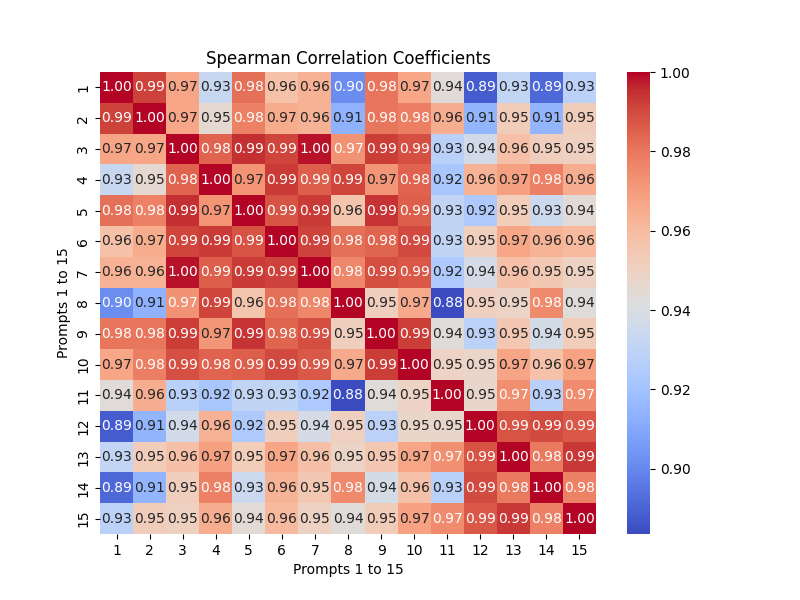 Spearman Correlation Coefficients
1 1.00 0.99 0.97 0.93 0.98 0.96 0.96 0.90 0.98 0.97 0.94 0.89 0.93 0.89 0.93
2 0.99 1.00 0.97 0.95 0.98 0.97 0.96 0.91 0.98 0.98 0.96 0.91 0.95 0.91 0.95
3 0.97 0.97 1.00 0.98 0.99 0.99 1.00 0.97 0.99 0.99 0.93 0.94 0.96 0.95 0.95
4 0.93 0.95 0.98 1.00 0.97 0.99 0.99 0.99 0.97 0.98 0.92 0.96 0.97 0.98 0.96
5 0.98 0.98 0.99 0.97 1.00 0.99 0.99 0.96 0.99 0.99 0.93 0.92 0.95 0.93 0.94
6 0.96 0.97 0.99 0.99 0.99 1.00 0.99 0.98 0.98 0.99 0.93 0.95 0.97 0.96 0.96
7 0.96 0.96 1.00 0.99 0.99 0.99 1.00 0.98 0.99 0.99 0.92 0.94 0.96 0.95 0.95
8 0.90 0.91 0.97 0.99 0.96 0.98 0.98 1.00 0.95 0.97 0.88 0.95 0.95 0.98 0.94
9 0.98 0.98 0.99 0.97 0.99 0.98 0.99 0.95 1.00 0.99 0.94 0.93 0.95 0.94 0.95
10 0.97 0.98 0.99 0.98 0.99 0.99 0.99 0.97 0.99 1.00 0.95 0.95 0.97 0.96 0.97
11 0.94 0.96 0.93 0.92 0.93 0.93 0.92 0.88 0.94 0.95 1.00 0.95 0.97 0.93 0.97
12 0.89 0.91 0.94 0.96 0.92 0.95 0.94 0.95 0.93 0.95 0.95 1.00 0.99 0.99 0.99
13 0.93 0.95 0.96 0.97 0.95 0.97 0.96 0.95 0.95 0.97 0.97 0.99 1.00 0.98 0.99
14 0.89 0.91 0.95 0.98 0.93 0.96 0.95 0.98 0.94 0.96 0.93 0.99 0.98 1.00 0.98
15 0.93 0.95 0.95 0.96 0.94 0.96 0.95 0.94 0.95 0.97 0.97 0.99 0.99 0.98 1.00
1 2 3 4 5 6 7 8 9 10 11 12 13 14 15
Prompts 1 to 15
Prompts 1 to 15
1.00
0.98
0.96
0.94
0.92
0.90